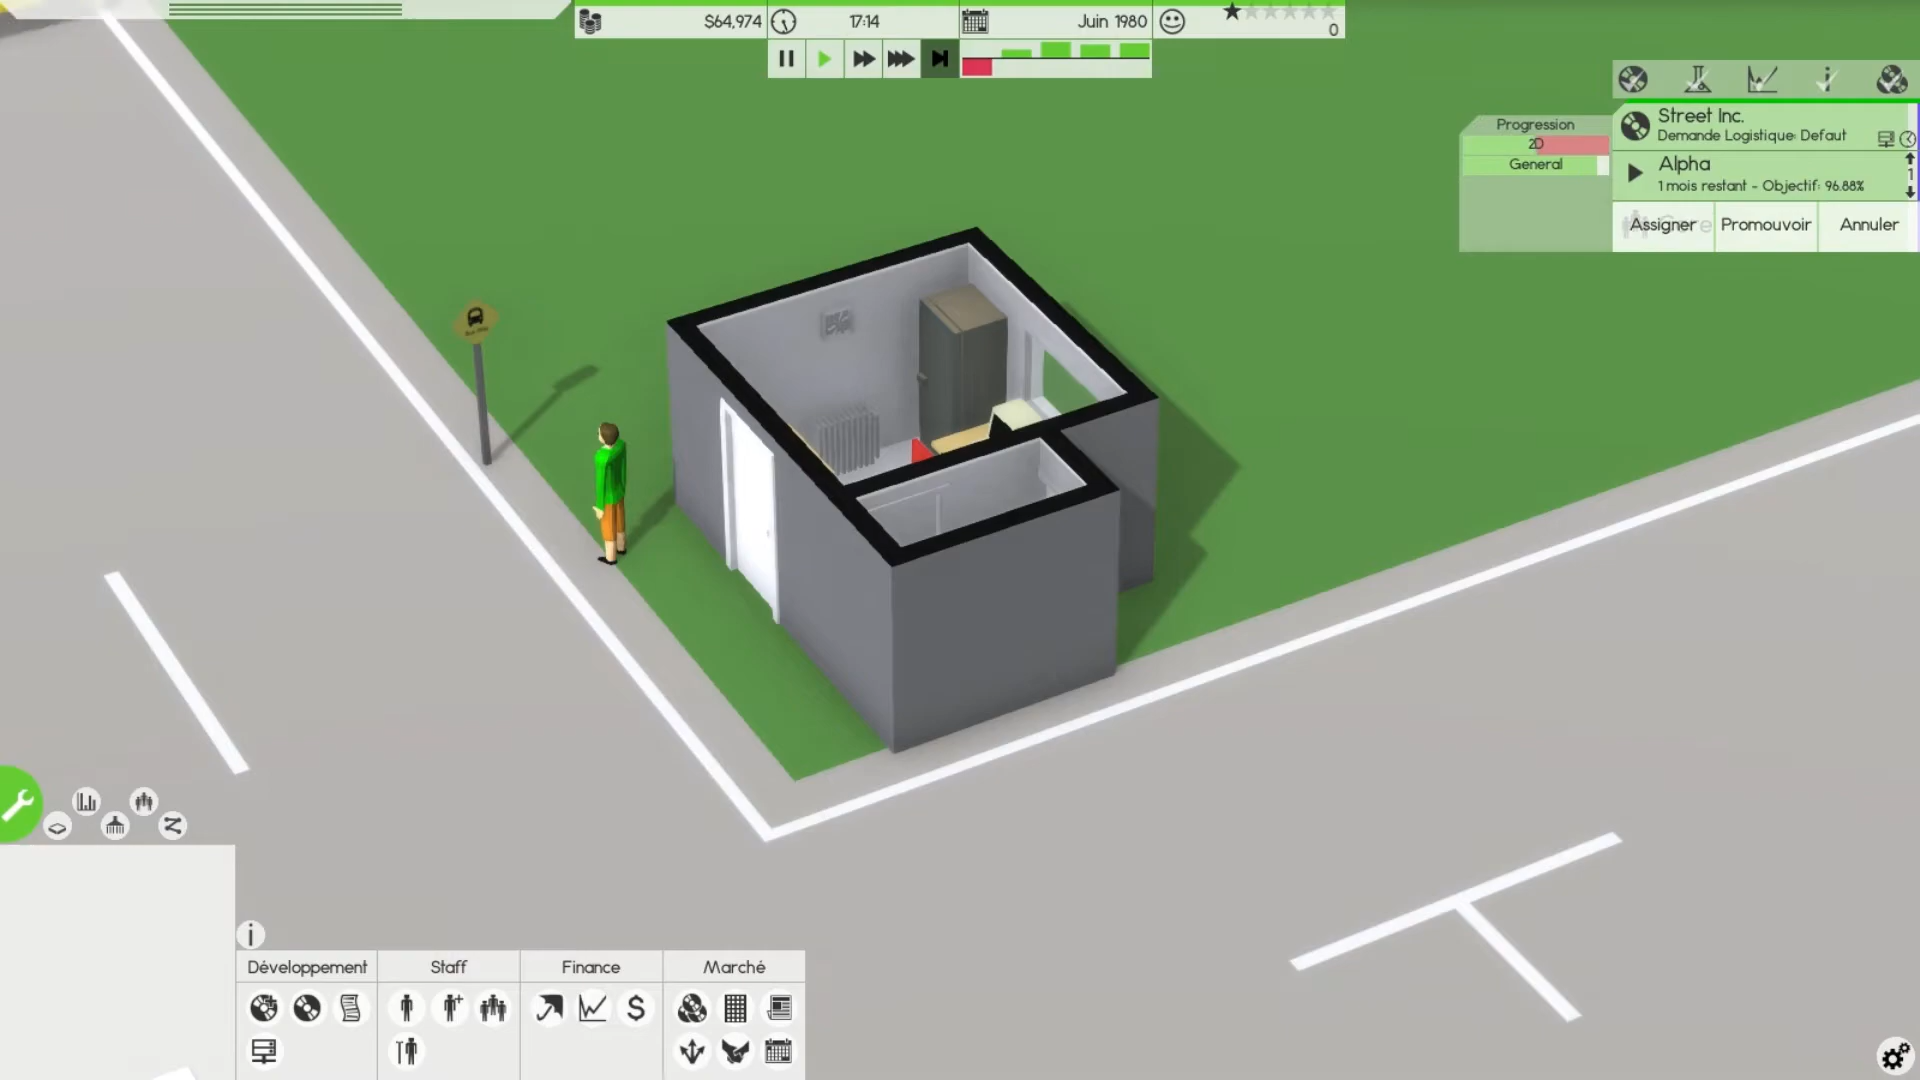 $64,974
17:14
Juin 1980
0
Street Inc.
Demande Logistique: Defaut
Progression
2D
General
Alpha
1 mois restant - Objectif: 96.88%
1
Assigner
Promouvoir
Annuler
Développement
Staff
Finance
Marché